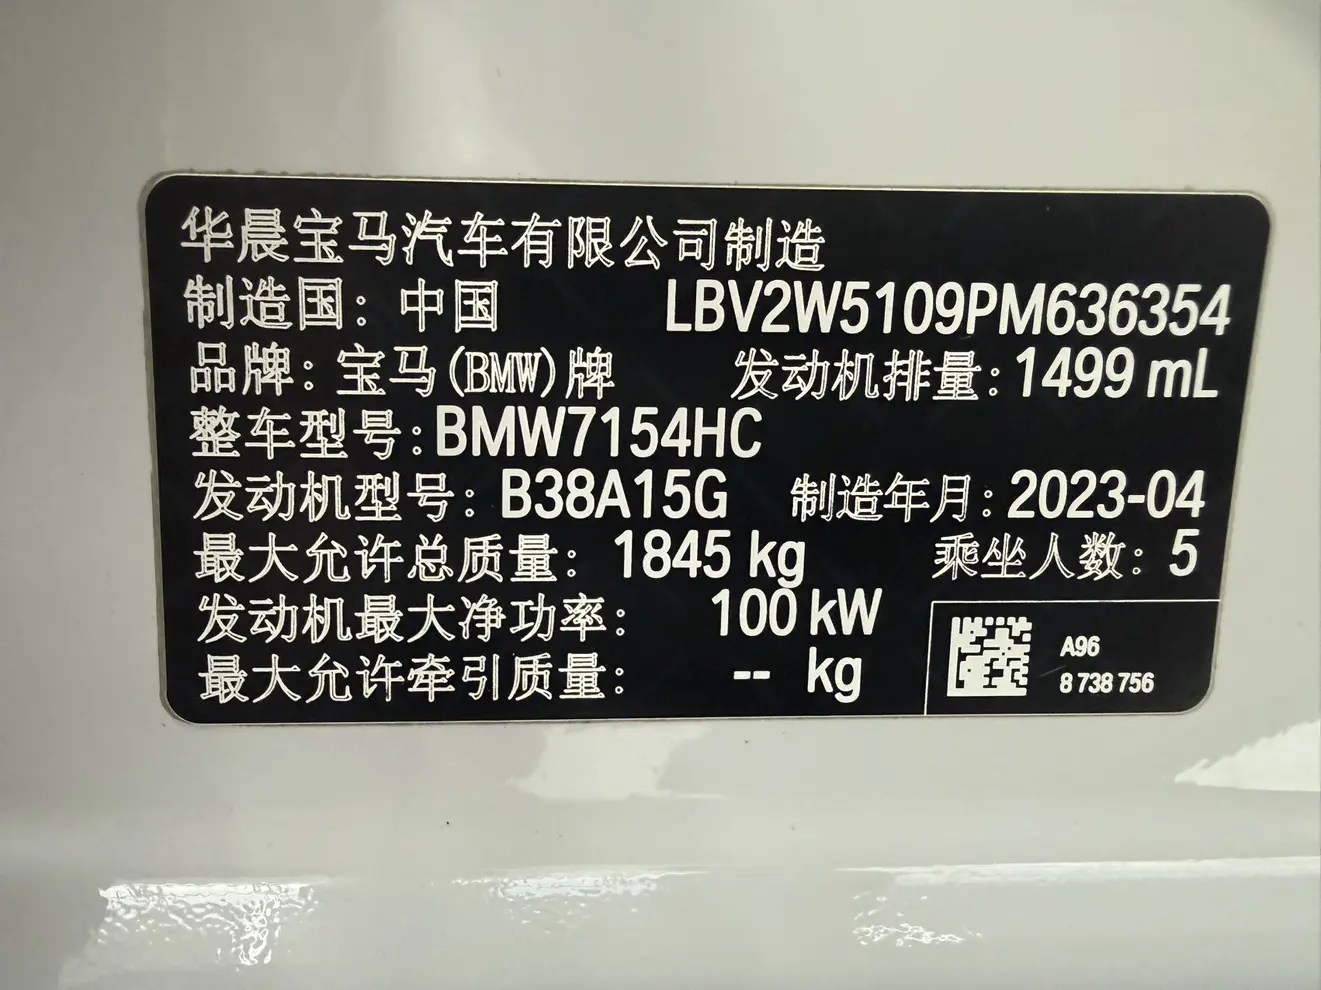 华晨宝马汽车有限公司制造
制造国：中国 LBV2W5109PM636354
品牌：宝马(BMW)牌 发动机排量：1499 mL
整车型号：BMW7154HC
发动机型号：B38A15G 制造年月：2023-04
最大允许总质量：1845 kg 乘坐人数：5
发动机最大净功率：100 kW
最大允许牵引质量：-- kg
A96
8 738 756